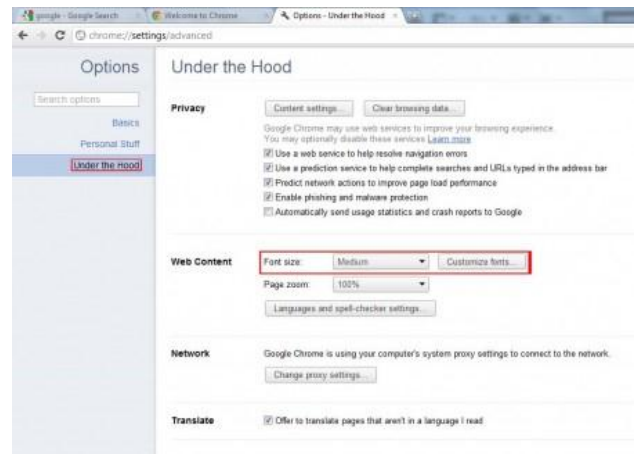 google - Google Search
Welcome to Chrome
Options - Under the Hood
chrome://settings/advanced
Options
Under the Hood
Search options
Basics
Personal Stuff
Under the Hood
Privacy
Content settings...
Clear browsing data...
Google Chrome may use web services to improve your browsing experience.
You may optionally disable these services Learn more
Use a web service to help resolve navigation errors
Use a prediction service to help complete searches and URLs typed in the address bar
Predict network actions to improve page load performance
Enable phishing and malware protection
Automatically send usage statistics and crash reports to Google
Web Content
Font size: Medium Customize fonts...
Page zoom: 100%
Languages and spell-checker settings...
Network
Google Chrome is using your computer's system proxy settings to connect to the network.
Change proxy settings...
Translate
Offer to translate pages that aren't in a language I read